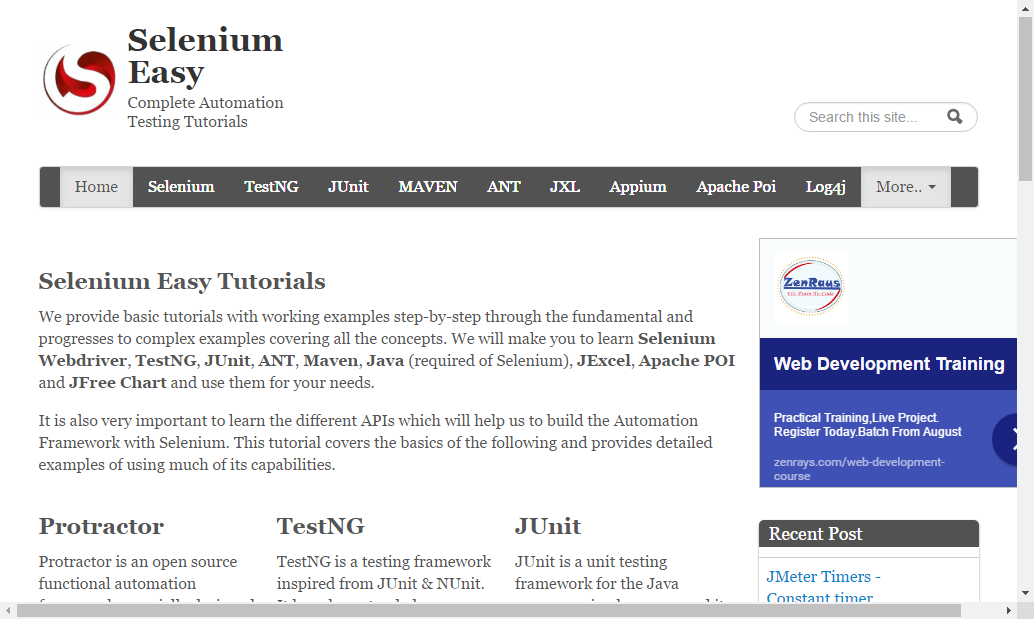 Selenium
Easy
Complete Automation
Testing Tutorials
Search this site...
Home Selenium TestNG JUnit MAVEN ANT JXL Appium Apache Poi Log4j More..
Selenium Easy Tutorials
We provide basic tutorials with working examples step-by-step through the fundamental and
progresses to complex examples covering all the concepts. We will make you to learn Selenium
Webdriver, TestNG, JUnit, ANT, Maven, Java (required of Selenium), JExcel, Apache POI
and JFree Chart and use them for your needs.
It is also very important to learn the different APIs which will help us to build the Automation
Framework with Selenium. This tutorial covers the basics of the following and provides detailed
examples of using much of its capabilities.
Protractor
Protractor is an open source
functional automation
TestNG
TestNG is a testing framework
inspired from JUnit & NUnit.
JUnit
JUnit is a unit testing
framework for the Java
ZenRays
We Train To Code
Web Development Training
Practical Training,Live Project.
Register Today.Batch From August
zenrays.com/web-development-
course
Recent Post
JMeter Timers -
Constant timer